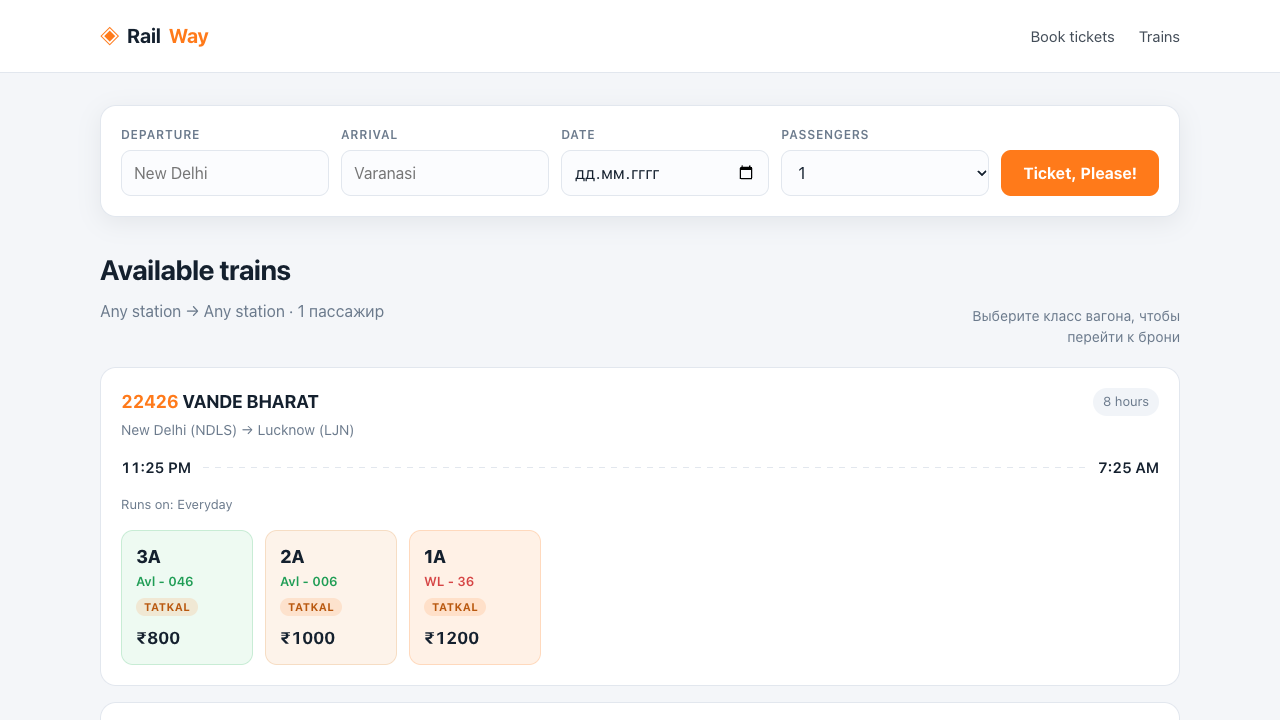 Rail Way
Book tickets
Trains
DEPARTURE
ARRIVAL
DATE
PASSENGERS
New Delhi
Varanasi
дд.мм.гггг
1
Ticket, Please!
Available trains
Any station → Any station · 1 пассажир
Выберите класс вагона, чтобы
перейти к брони
22426 VANDE BHARAT
8 hours
New Delhi (NDLS) → Lucknow (LJN)
11:25 PM
7:25 AM
Runs on: Everyday
3A
Avl - 046
TATKAL
₹800
2A
Avl - 006
TATKAL
₹1000
1A
WL - 36
TATKAL
₹1200